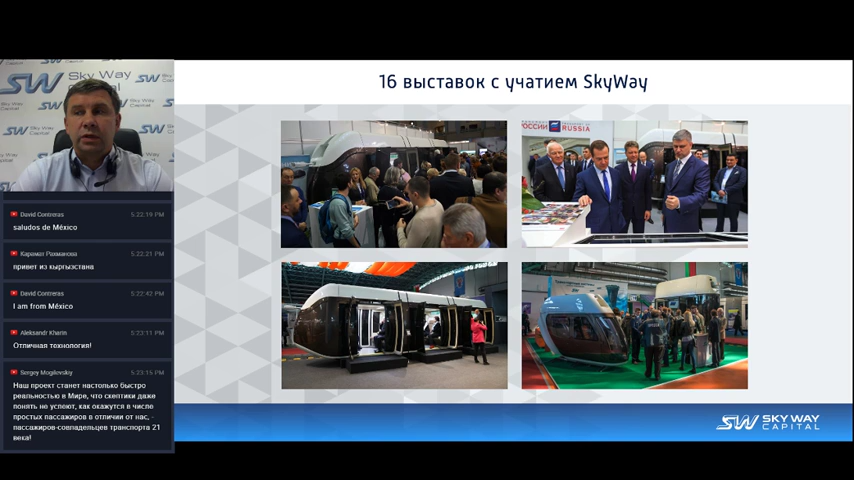 16 выставок с учатием SkyWay
Sky Way
CAPITAL
SW
РОССИИ
RUSSIA
David Contreras 5:22:19 PM
saludos de México
Карамат Рахманова 5:22:21 PM
привет из кыргызстана
David Contreras 5:22:42 PM
I am from México
Aleksandr Kharin 5:23:11 PM
Отличная технология!
Sergey Mogilevskiy 5:23:15 PM
Наш проект станет настолько быстро
реальностью в Мире, что скептики даже
понять но успеют, как окажутся в число
простых пассажиров в отличии от нас, -
пассажиров-совладельцев транспорта 21
века!
SW SKY WAY
CAPITAL